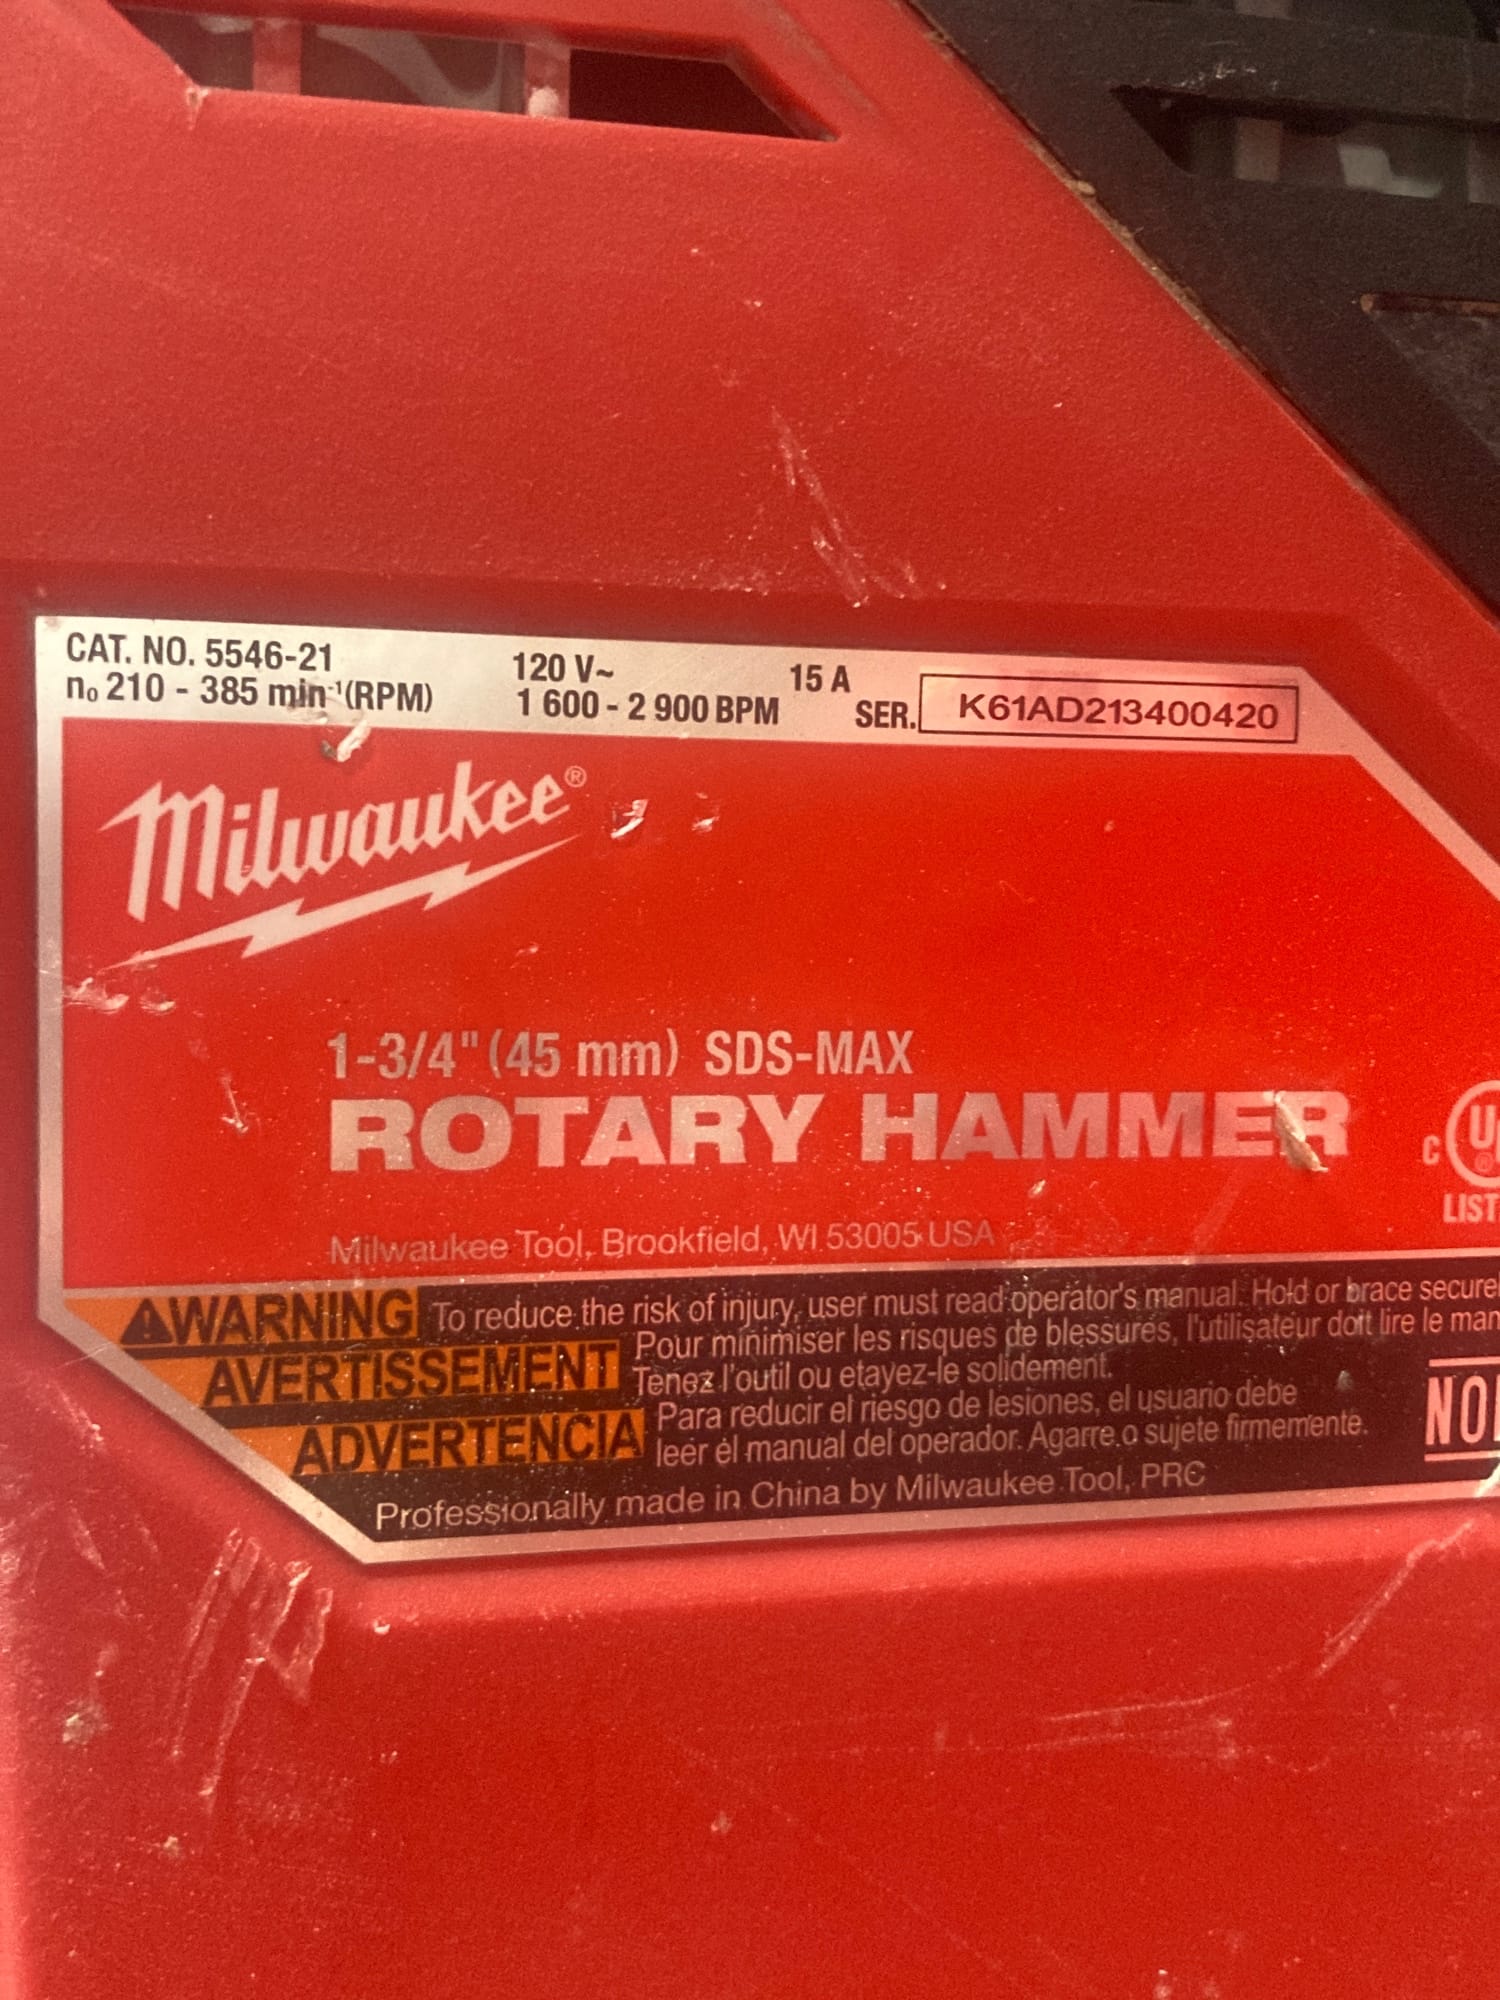 CAT. NO. 5546-21 120 V~ 15 A
n₀ 210 - 385 min⁻¹ (RPM) 1 600 - 2 900 BPM SER. K61AD213400420
Milwaukee®
1-3/4" (45 mm) SDS-MAX
ROTARY HAMMER
C UL
LIST
Milwaukee Tool, Brookfield, WI 53005 USA
WARNING To reduce the risk of injury, user must read operator's manual. Hold or brace
AVERTISSEMENT Pour minimiser les risques de blessures, l'utilisateur doit lire le
Tenez l'outil ou etayez-le solidement.
ADVERTENCIA Para reducir el riesgo de lesiones, el usuario debe
leer él manual del operador. Agarre o sujete firmemente.
Professionally made in China by Milwaukee Tool, PRC